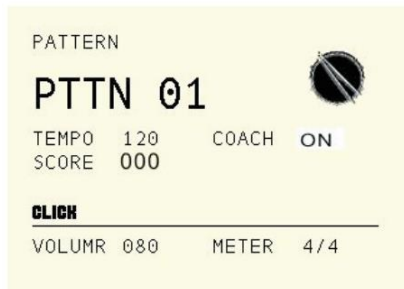 PATTERN
PTTN 01
TEMPO 120 COACH ON
SCORE 000
CLICK
VOLUMR 080 METER 4/4